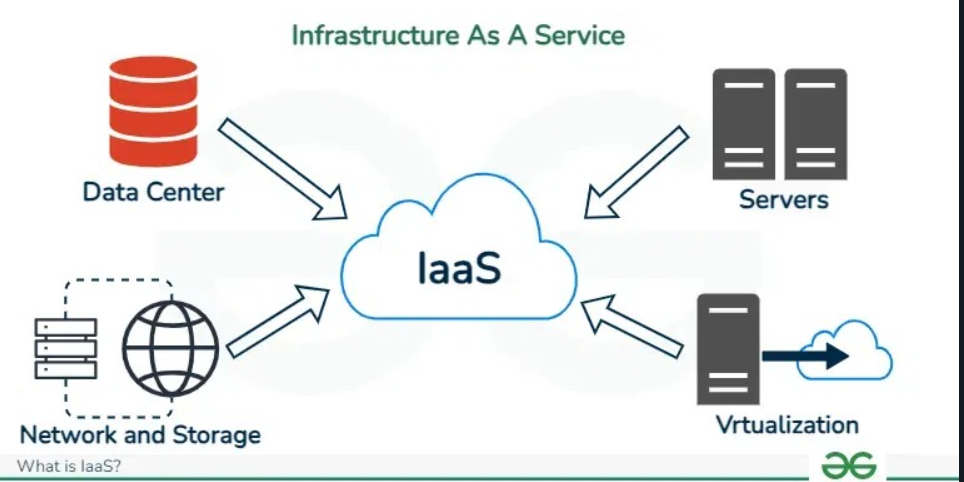 Infrastructure As A Service
Data Center
Servers
IaaS
Network and Storage
Vrtualization
What is IaaS?